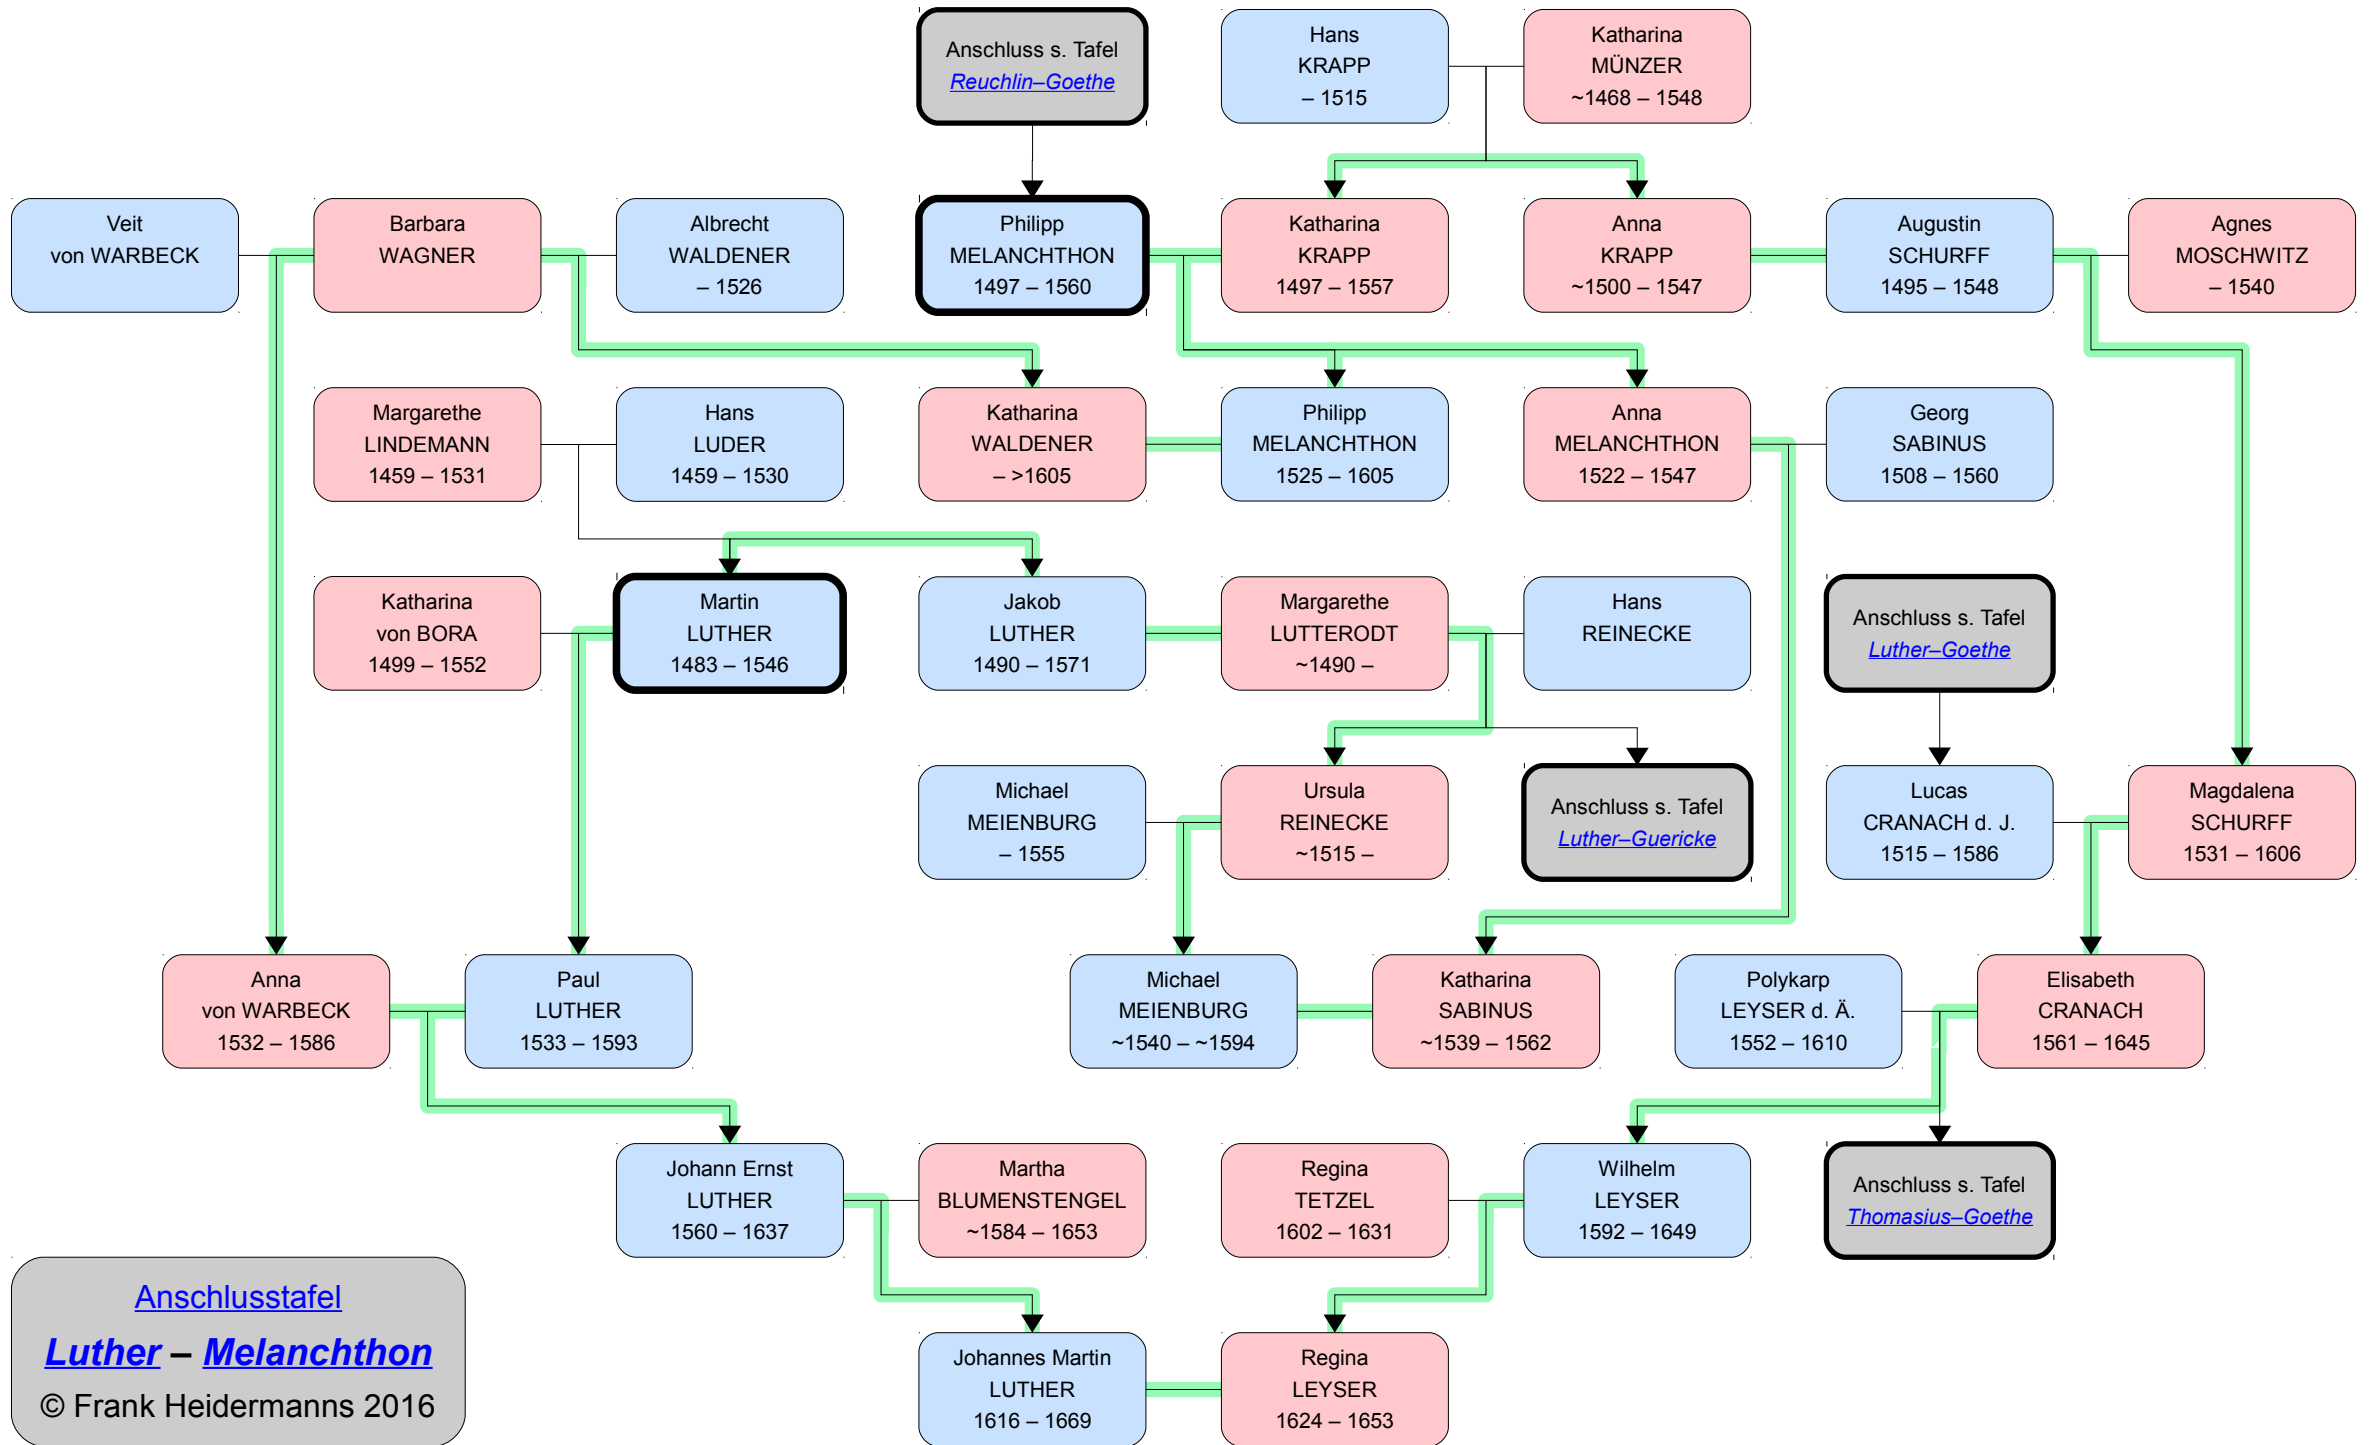 Anschluss s. Tafel
Reuchlin–Goethe
Hans
KRAPP
– 1515
Katharina
MÜNZER
~1468 – 1548
Veit
von WARBECK
Barbara
WAGNER
Albrecht
WALDENER
– 1526
Philipp
MELANCHTHON
1497 – 1560
Katharina
KRAPP
1497 – 1557
Anna
KRAPP
~1500 – 1547
Augustin
SCHURFF
1495 – 1548
Agnes
MOSCHWITZ
– 1540
Margarethe
LINDEMANN
1459 – 1531
Hans
LUDER
1459 – 1530
Katharina
WALDENER
– >1605
Philipp
MELANCHTHON
1525 – 1605
Anna
MELANCHTHON
1522 – 1547
Georg
SABINUS
1508 – 1560
Katharina
von BORA
1499 – 1552
Martin
LUTHER
1483 – 1546
Jakob
LUTHER
1490 – 1571
Margarethe
LUTTERODT
~1490 –
Hans
REINECKE
Anschluss s. Tafel
Luther–Goethe
Michael
MEIENBURG
– 1555
Ursula
REINECKE
~1515 –
Anschluss s. Tafel
Luther–Guericke
Lucas
CRANACH d. J.
1515 – 1586
Magdalena
SCHURFF
1531 – 1606
Anna
von WARBECK
1532 – 1586
Paul
LUTHER
1533 – 1593
Michael
MEIENBURG
~1540 – ~1594
Katharina
SABINUS
~1539 – 1562
Polykarp
LEYSER d. Ä.
1552 – 1610
Elisabeth
CRANACH
1561 – 1645
Johann Ernst
LUTHER
1560 – 1637
Martha
BLUMENSTENGEL
~1584 – 1653
Regina
TETZEL
1602 – 1631
Wilhelm
LEYSER
1592 – 1649
Anschluss s. Tafel
Thomasius–Goethe
Anschlusstafel
Luther – Melanchthon
© Frank Heidermanns 2016
Johannes Martin
LUTHER
1616 – 1669
Regina
LEYSER
1624 – 1653